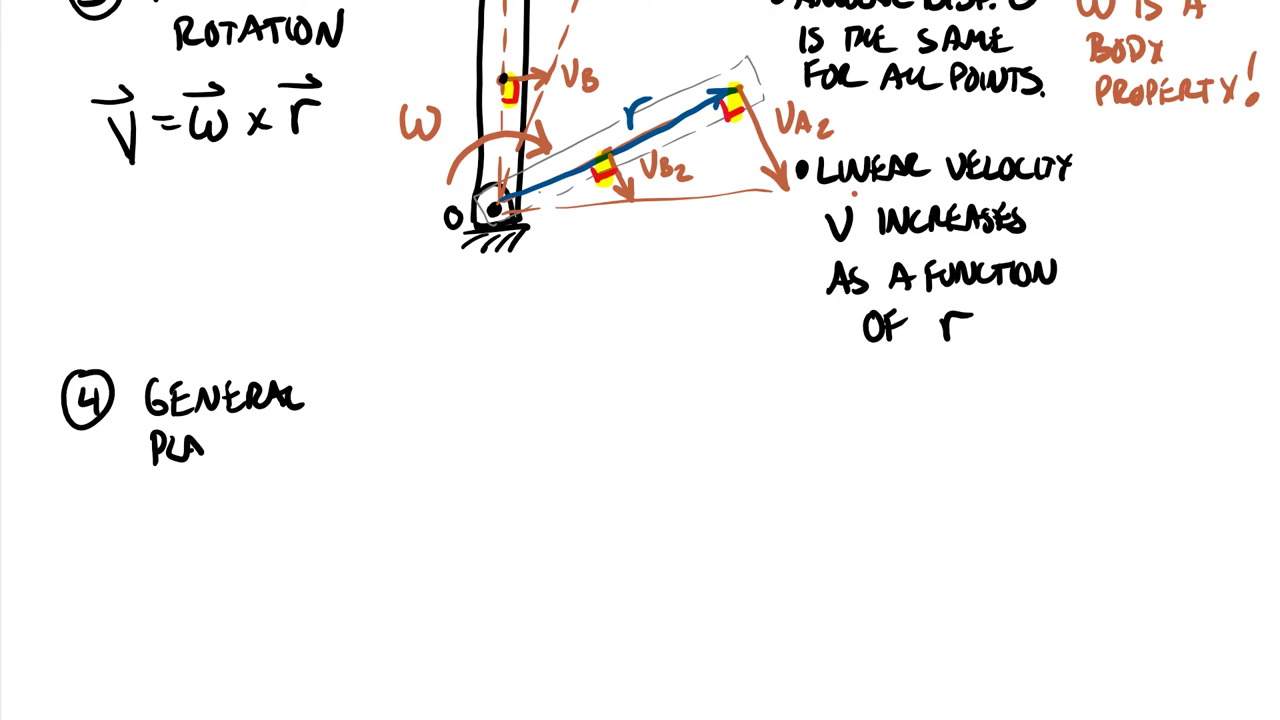 ROTATION
V = ω × r
ω
O
r
VB
VB2
VA2
IS THE SAME
FOR ALL POINTS.
ω IS A
BODY
PROPERTY!
• LINEAR VELOCITY
V INCREASES
AS A FUNCTION
OF r
4 GENERAL
PLA